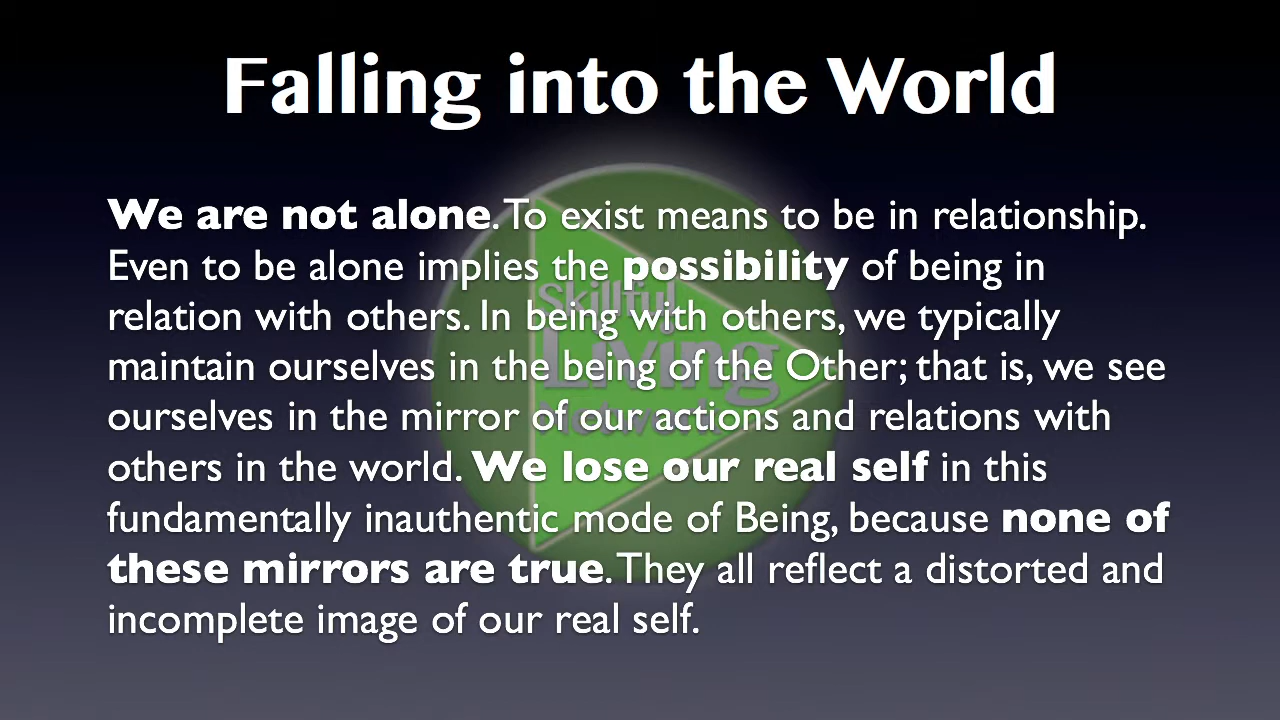 Falling into the World
We are not alone. To exist means to be in relationship.
Even to be alone implies the possibility of being in
relation with others. In being with others, we typically
maintain ourselves in the being of the Other; that is, we see
ourselves in the mirror of our actions and relations with
others in the world. We lose our real self in this
fundamentally inauthentic mode of Being, because none of
these mirrors are true. They all reflect a distorted and
incomplete image of our real self.
Skillful
Living
Network